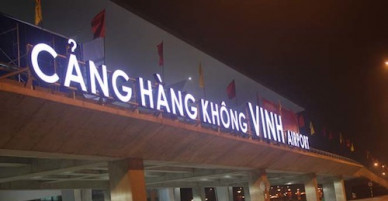 CẢNG HÀNG KHÔNG VINH AIRPORT